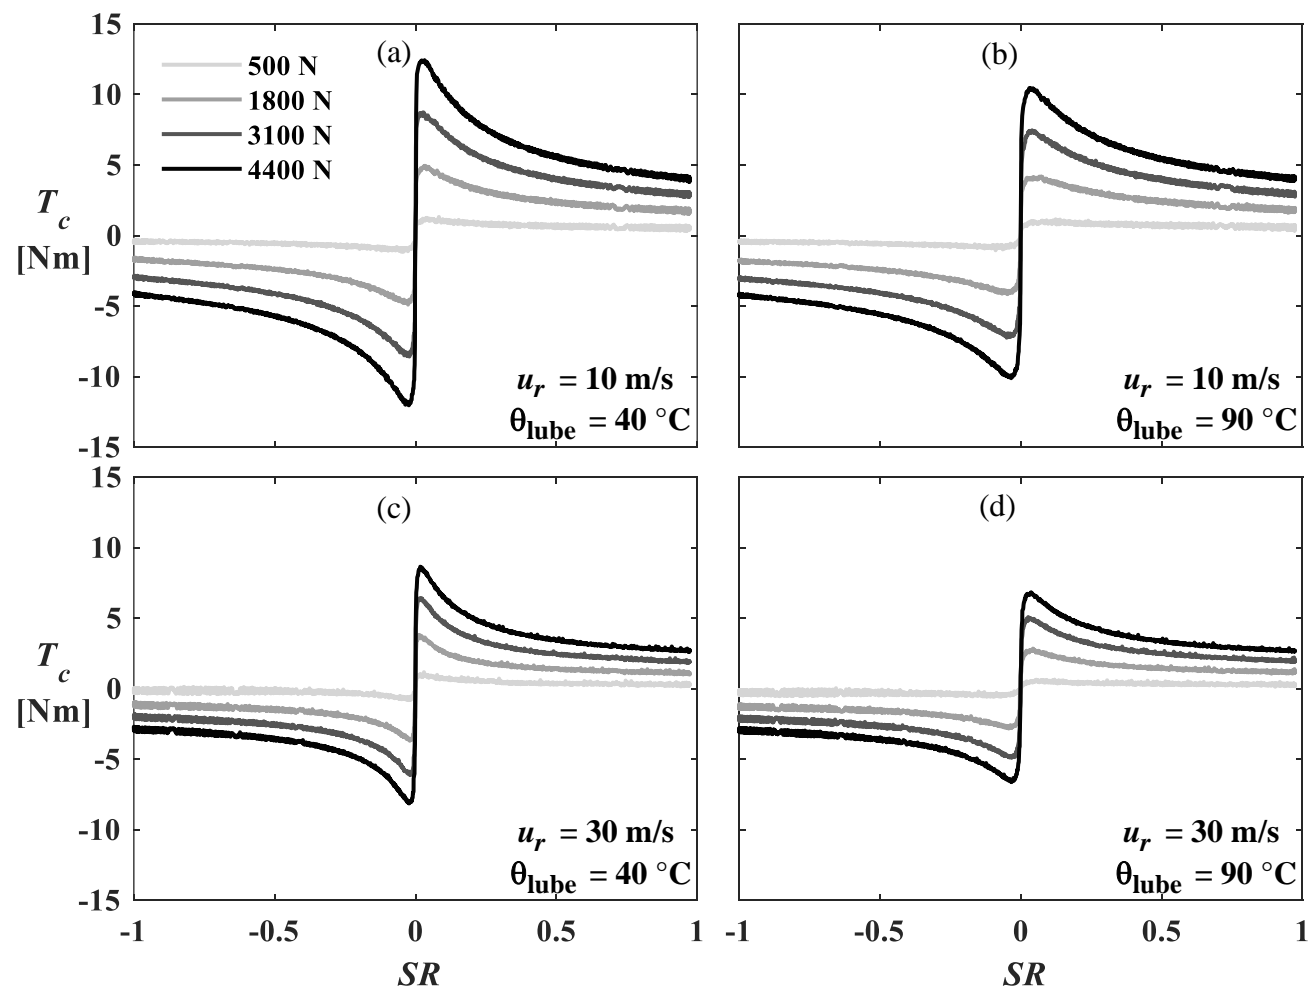 15
10
5
0
-5
-10
-15
T_c
[Nm]
500 N
1800 N
3100 N
4400 N
(a)
u_r = 10 m/s
θ_lube = 40 °C
(b)
u_r = 10 m/s
θ_lube = 90 °C
15
10
5
0
-5
-10
-15
T_c
[Nm]
(c)
u_r = 30 m/s
θ_lube = 40 °C
-1
-0.5
0
0.5
1
SR
(d)
u_r = 30 m/s
θ_lube = 90 °C
-1
-0.5
0
0.5
1
SR